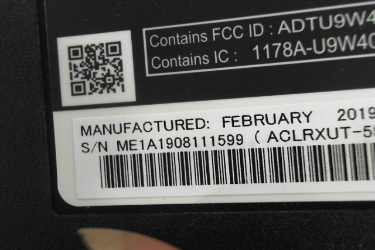 Contains FCC ID : ADTU9W4
Contains IC : 1178A-U9W40
MANUFACTURED: FEBRUARY 2019
S/N ME1A1908111599 ( ACLRXUT-5